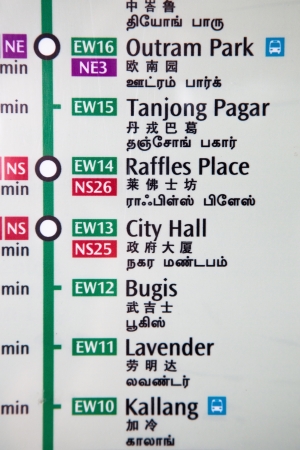 中峇鲁
தியோங் பாரு
NE EW16 Outram Park
min NE3 欧南园
ஊட்ரம் பார்க்
EW15 Tanjong Pagar
min 丹戎巴葛
தஞ்சோங் பகார்
NS EW14 Raffles Place
min NS26 莱佛士坊
ராஃபிள்ஸ் பிளேஸ்
NS EW13 City Hall
min NS25 政府大厦
நகர மண்டபம்
min EW12 Bugis
武吉士
பூகிஸ்
min EW11 Lavender
劳明达
லவண்டர்
min EW10 Kallang
加冷
காலாங்